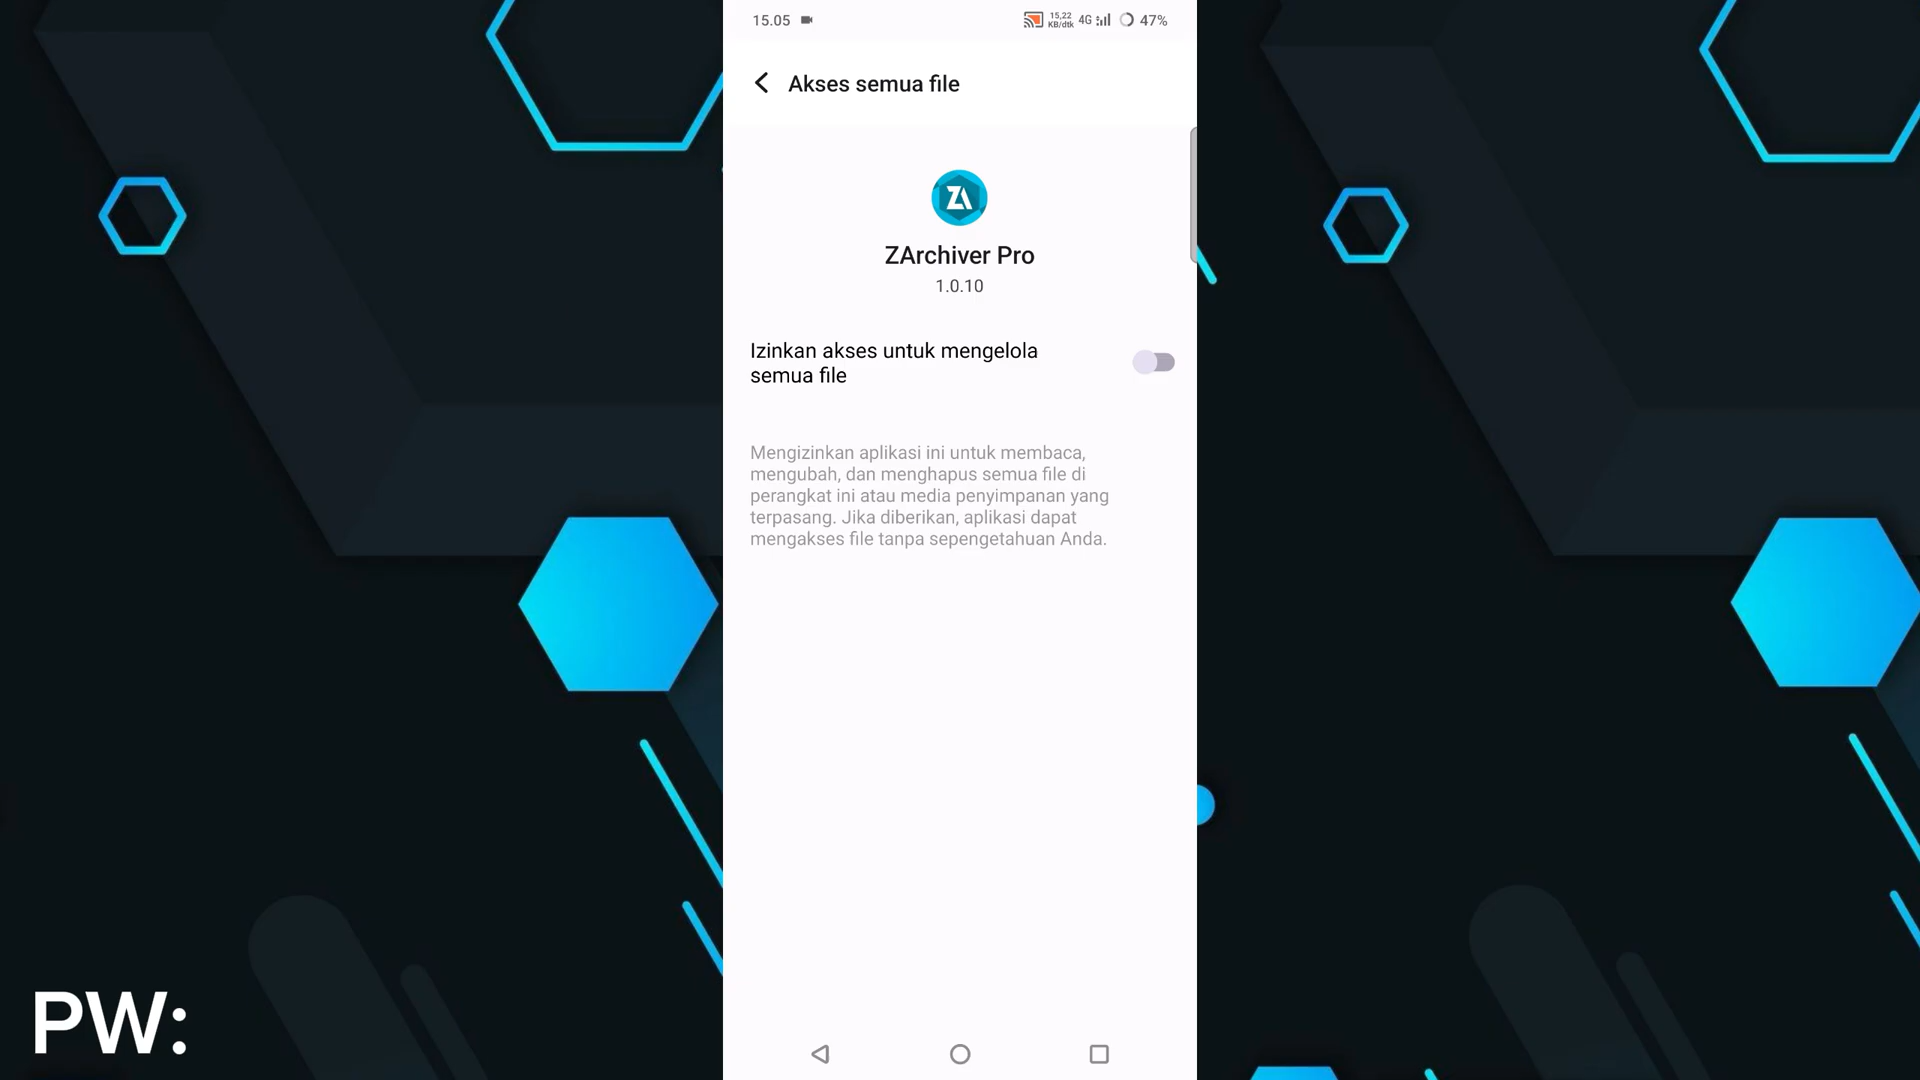 15.05
15,22
KB/dtk
4G
47%
Akses semua file
ZA
ZArchiver Pro
1.0.10
Izinkan akses untuk mengelola
semua file
Mengizinkan aplikasi ini untuk membaca,
mengubah, dan menghapus semua file di
perangkat ini atau media penyimpanan yang
terpasang. Jika diberikan, aplikasi dapat
mengakses file tanpa sepengetahuan Anda.
PW: